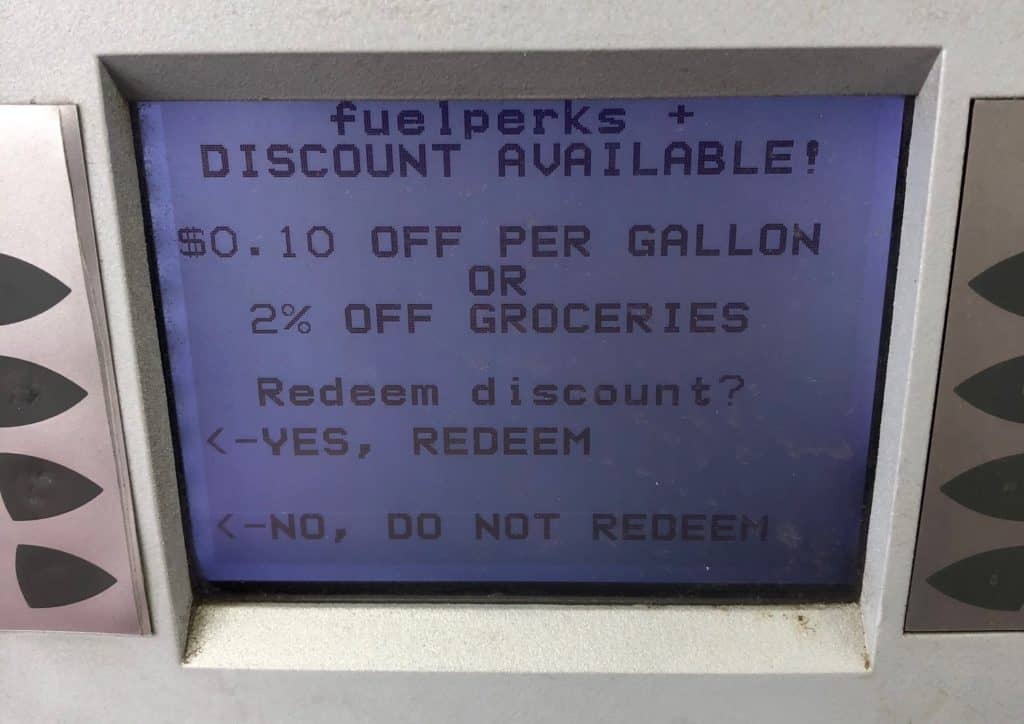 fuelperks +
DISCOUNT AVAILABLE!
$0.10 OFF PER GALLON
OR
2% OFF GROCERIES
Redeem discount?
<-YES, REDEEM
<-NO, DO NOT REDEEM